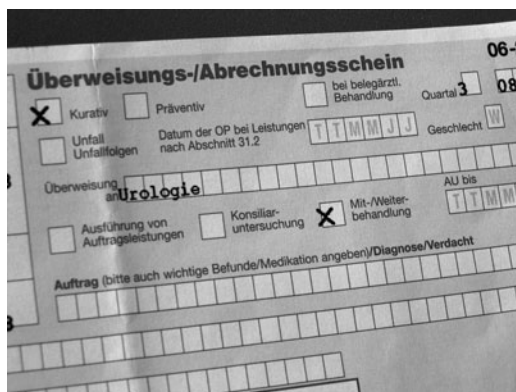 06-
Überweisungs-/Abrechnungsschein
X Kurativ Präventiv bei belegärztl. Behandlung Quartal 3 08
Unfall Unfallfolgen Datum der OP bei Leistungen nach Abschnitt 31.2 T T M M J J Geschlecht W
Überweisung an Urologie
Ausführung von Auftragsleistungen Konsiliar-untersuchung X Mit-/Weiter-behandlung AU bis T T M M
Auftrag (bitte auch wichtige Befunde/Medikation angeben)/Diagnose/Verdacht